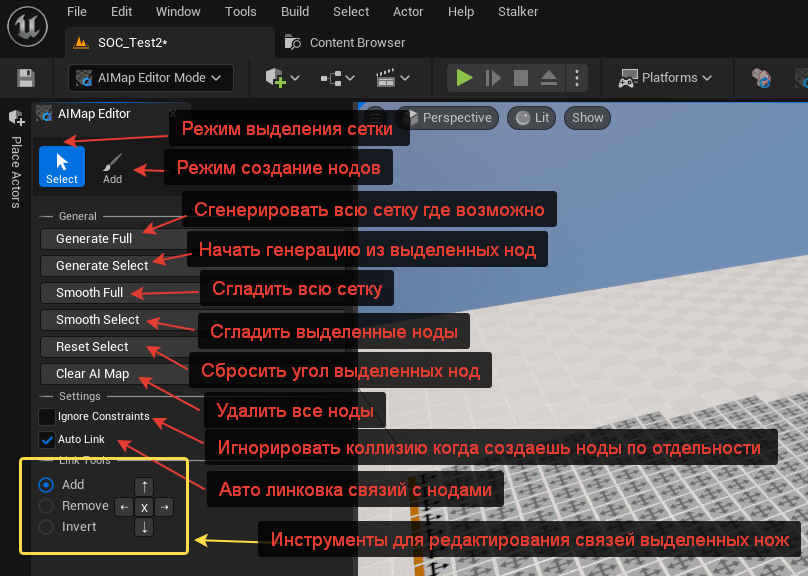 File Edit Window Tools Build Select Actor Help Stalker
SOC_Test2* Content Browser
AIMap Editor Mode Platforms
AIMap Editor
Perspective Lit Show
Place Actors
Режим выделения сетки
Select Add
Режим создание нодов
General
Сгенерировать всю сетку где возможно
Generate Full
Начать генерацию из выделенных нод
Generate Select
Сгладить всю сетку
Smooth Full
Smooth Select
Сгладить выделенные ноды
Reset Select
Сбросить угол выделенных нод
Clear AI Map
Settings
Удалить все ноды
Ignore Constraints
Auto Link
Игнорировать коллизию когда создаешь ноды по отдельности
Link Tools
Add ↑
Авто линковка связий с нодами
Remove ← x →
Invert ↓
Инструменты для редактирования связей выделенных нож